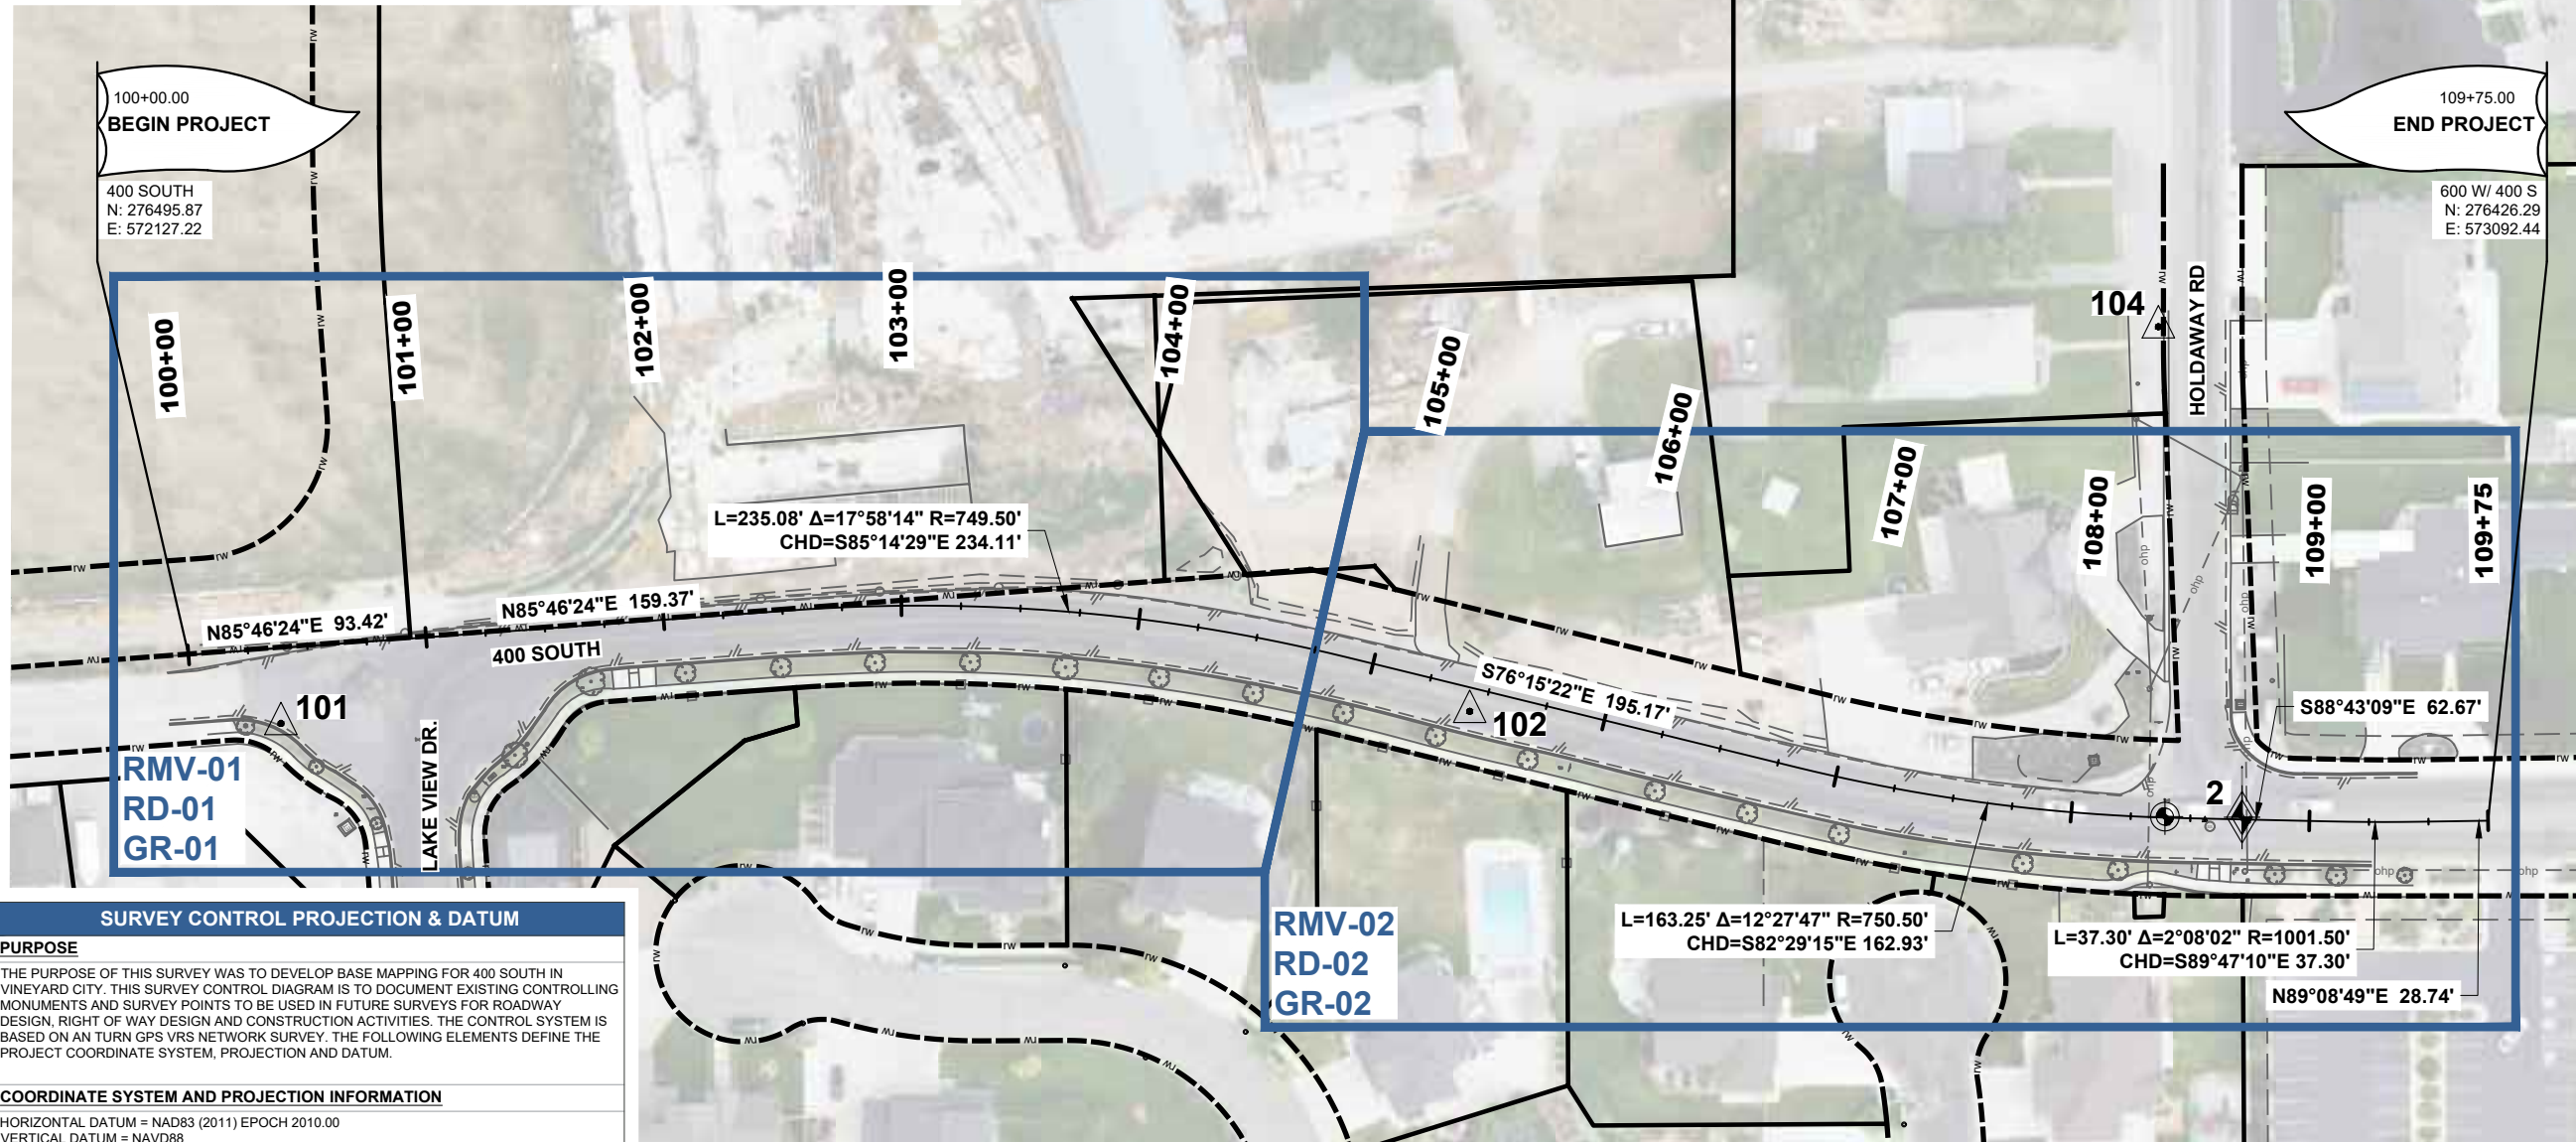 100+00.00
BEGIN PROJECT
400 SOUTH
N: 276495.87
E: 572127.22
109+75.00
END PROJECT
600 W/ 400 S
N: 276426.29
E: 573092.44
100+00
101+00
102+00
103+00
104+00
105+00
106+00
107+00
108+00
109+00
109+75
104
HOLDAWAY RD
L=235.08' Δ=17°58'14" R=749.50'
CHD=S85°14'29"E 234.11'
N85°46'24"E 93.42'
N85°46'24"E 159.37'
400 SOUTH
S76°15'22"E 195.17'
101
102
2
S88°43'09"E 62.67'
LAKE VIEW DR.
RMV-01
RD-01
GR-01
RMV-02
RD-02
GR-02
L=163.25' Δ=12°27'47" R=750.50'
CHD=S82°29'15"E 162.93'
L=37.30' Δ=2°08'02" R=1001.50'
CHD=S89°47'10"E 37.30'
N89°08'49"E 28.74'
rw
ohp
SURVEY CONTROL PROJECTION & DATUM
PURPOSE
THE PURPOSE OF THIS SURVEY WAS TO DEVELOP BASE MAPPING FOR 400 SOUTH IN
VINEYARD CITY. THIS SURVEY CONTROL DIAGRAM IS TO DOCUMENT EXISTING CONTROLLING
MONUMENTS AND SURVEY POINTS TO BE USED IN FUTURE SURVEYS FOR ROADWAY
DESIGN, RIGHT OF WAY DESIGN AND CONSTRUCTION ACTIVITIES. THE CONTROL SYSTEM IS
BASED ON AN TURN GPS VRS NETWORK SURVEY. THE FOLLOWING ELEMENTS DEFINE THE
PROJECT COORDINATE SYSTEM, PROJECTION AND DATUM.
COORDINATE SYSTEM AND PROJECTION INFORMATION
HORIZONTAL DATUM = NAD83 (2011) EPOCH 2010.00
VERTICAL DATUM = NAVD88